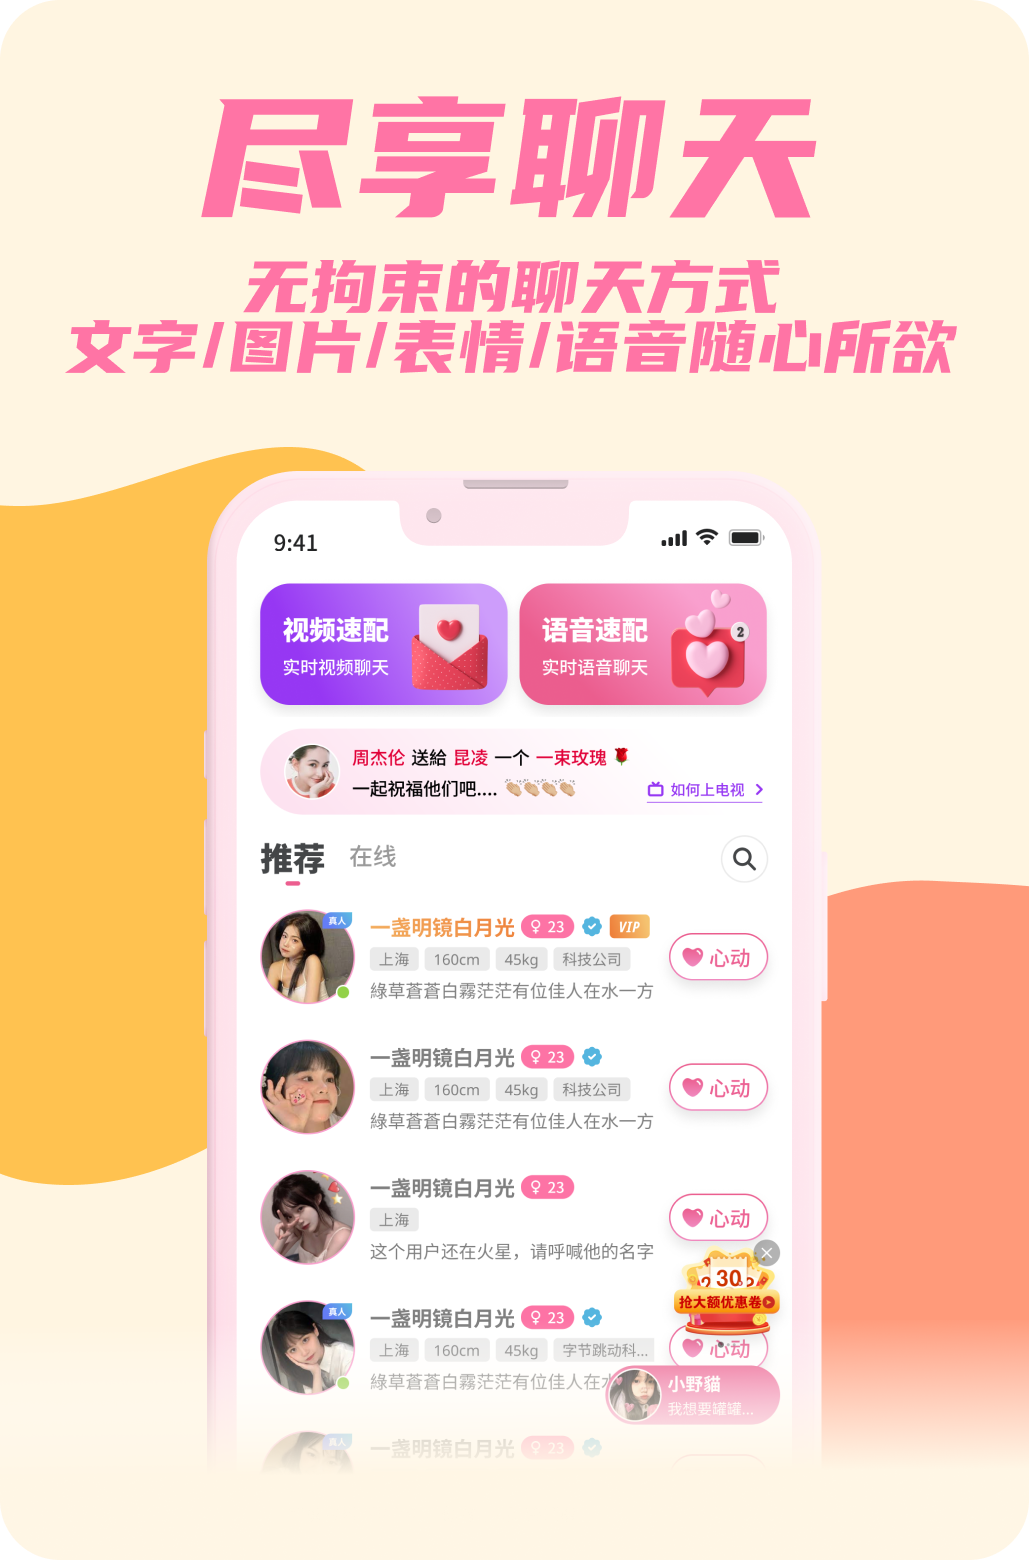 尽享聊天
无拘束的聊天方式
文字/图片/表情/语音随心所欲
9:41
视频速配
实时视频聊天
语音速配
实时语音聊天
2
周杰伦 送給 昆凌 一个 一束玫瑰🌹
一起祝福他们吧....👏🏼👏🏼👏🏼👏🏼
如何上电视
推荐 在线
真人
一盏明镜白月光 ♀ 23 VIP
上海 160cm 45kg 科技公司
綠草蒼蒼白霧茫茫有位佳人在水一方
心动
一盏明镜白月光 ♀ 23
上海 160cm 45kg 科技公司
綠草蒼蒼白霧茫茫有位佳人在水一方
心动
一盏明镜白月光 ♀ 23
上海
这个用户还在火星，请呼喊他的名字
心动
30
抢大额优惠卷
真人
一盏明镜白月光 ♀ 23
上海 160cm 45kg 字节跳动科...
綠草蒼蒼白霧茫茫有位佳人在
心动
小野貓
我想要罐罐...
真人
一盏明镜白月光 ♀ 23